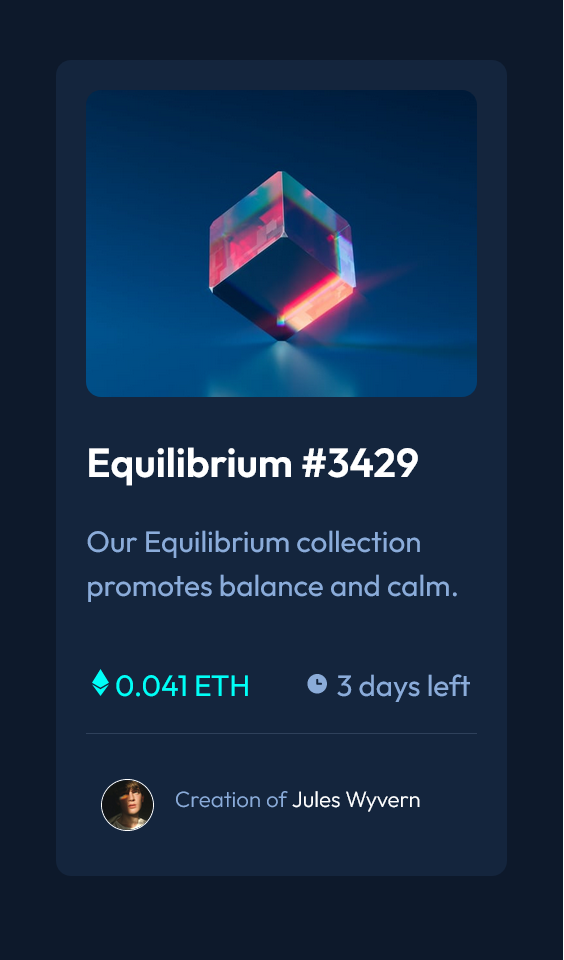 Equilibrium #3429
Our Equilibrium collection
promotes balance and calm.
0.041 ETH 3 days left
Creation of Jules Wyvern